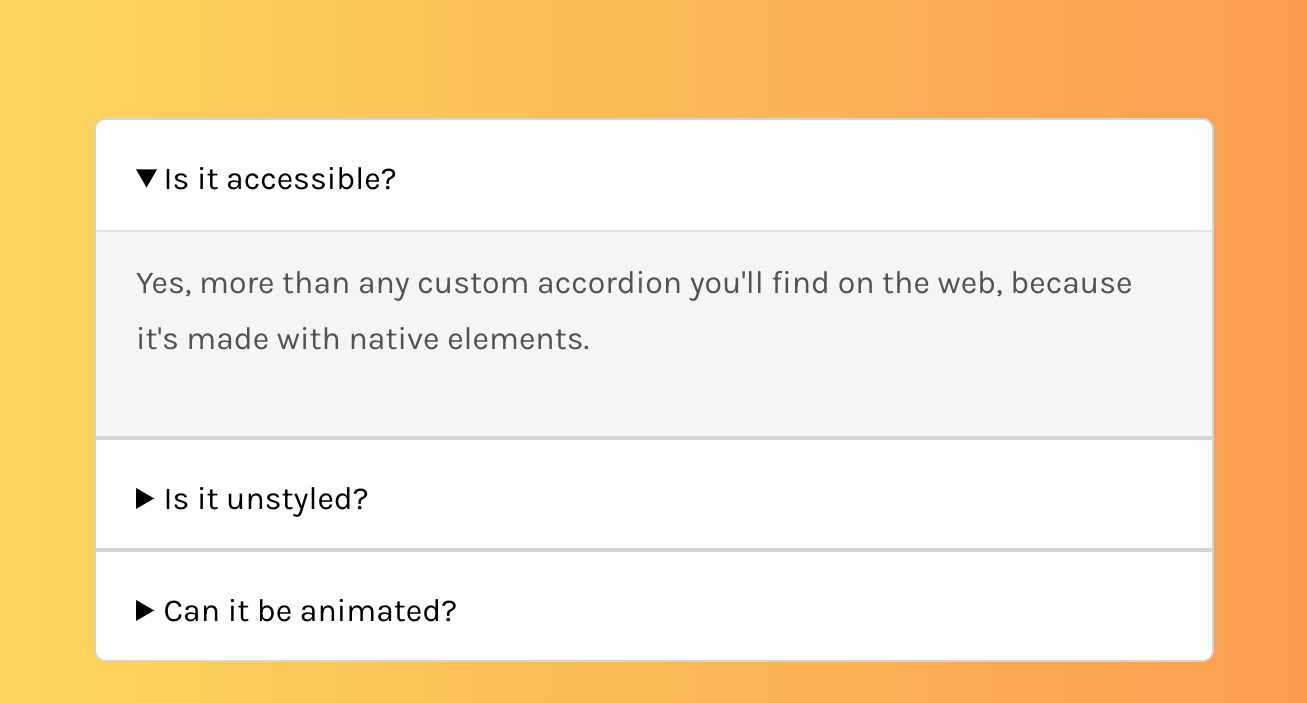 Is it accessible?
Yes, more than any custom accordion you'll find on the web, because
it's made with native elements.
Is it unstyled?
Can it be animated?